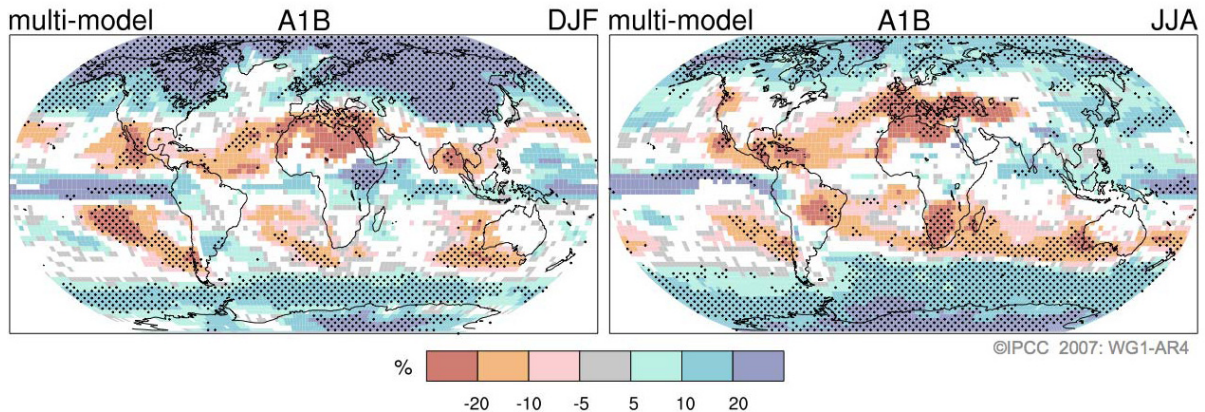 multi-model A1B DJF
multi-model A1B JJA
©IPCC 2007: WG1-AR4
%
-20 -10 -5 5 10 20